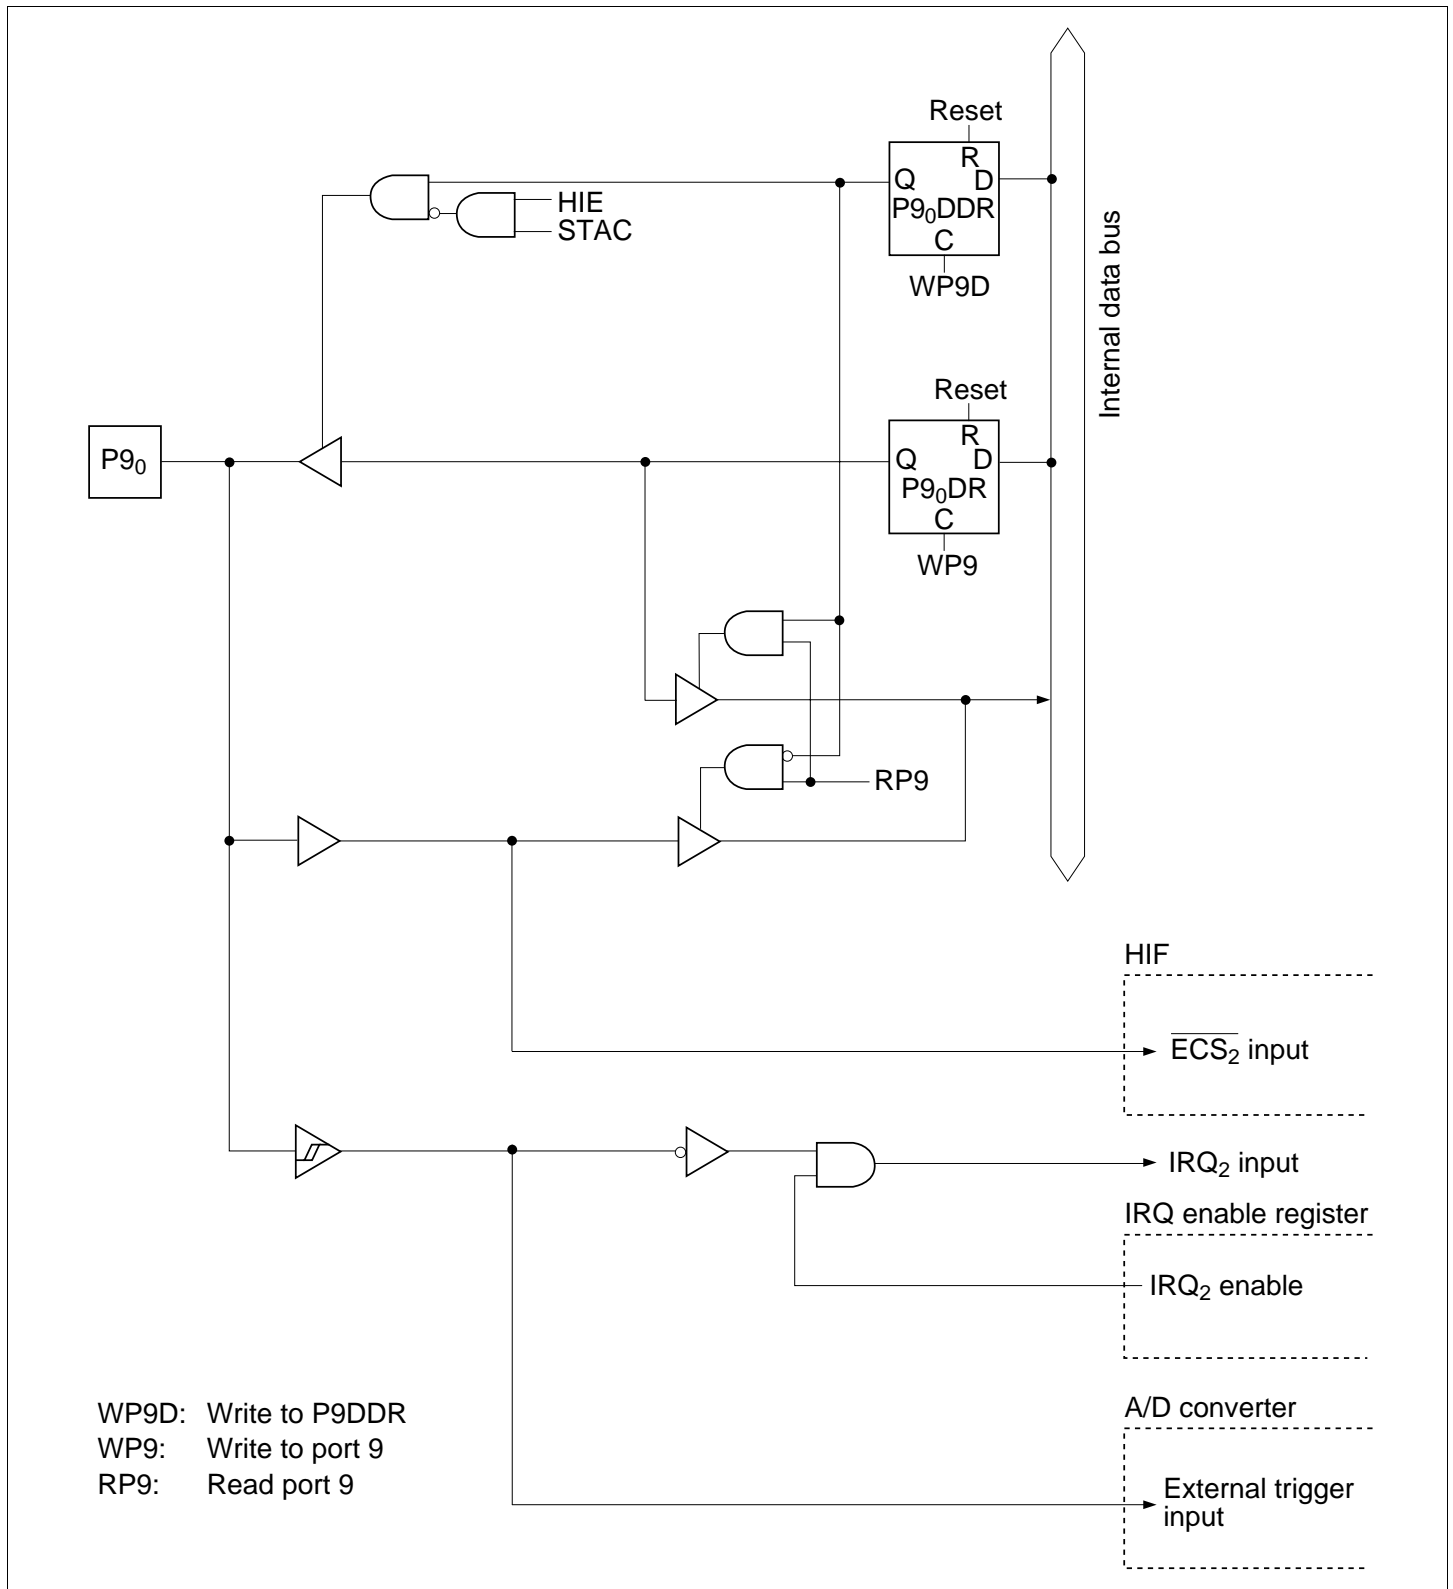 Reset
R
Q D
P9₀DDR
C
WP9D
HIE
STAC
Internal data bus
Reset
R
P9₀
Q D
P9₀DR
C
WP9
RP9
HIF
E̅C̅S̅₂̅ input
IRQ₂ input
IRQ enable register
IRQ₂ enable
A/D converter
External trigger
input
WP9D: Write to P9DDR
WP9: Write to port 9
RP9: Read port 9